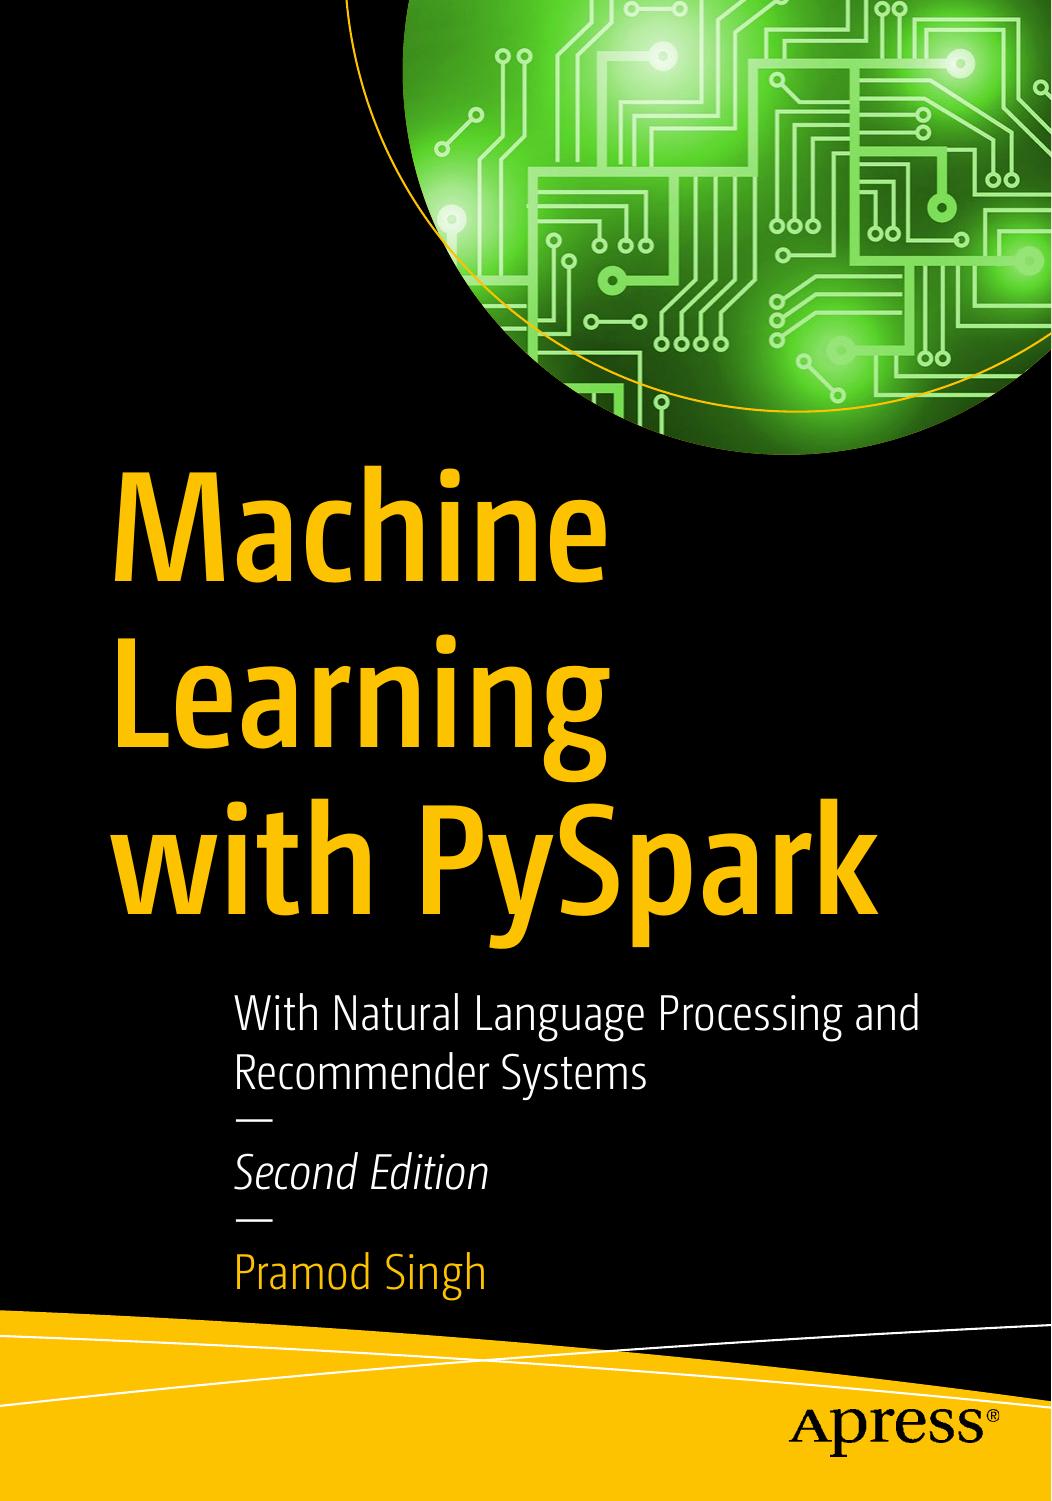 Machine
Learning
with PySpark
With Natural Language Processing and
Recommender Systems
—
Second Edition
—
Pramod Singh
Apress®